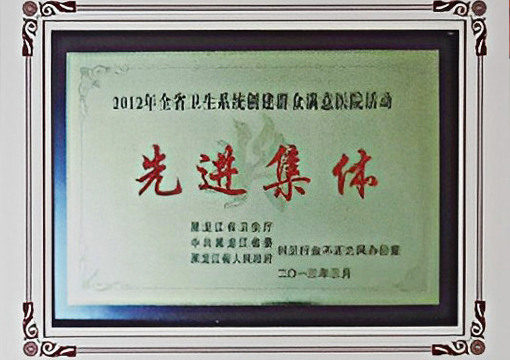 2012年全省卫生系统创建群众满意医院活动
先进集体
黑龙江省卫生厅
中共黑龙江省委
黑龙江省人民政府
纠正行业不正之风办公室
二〇一三年三月